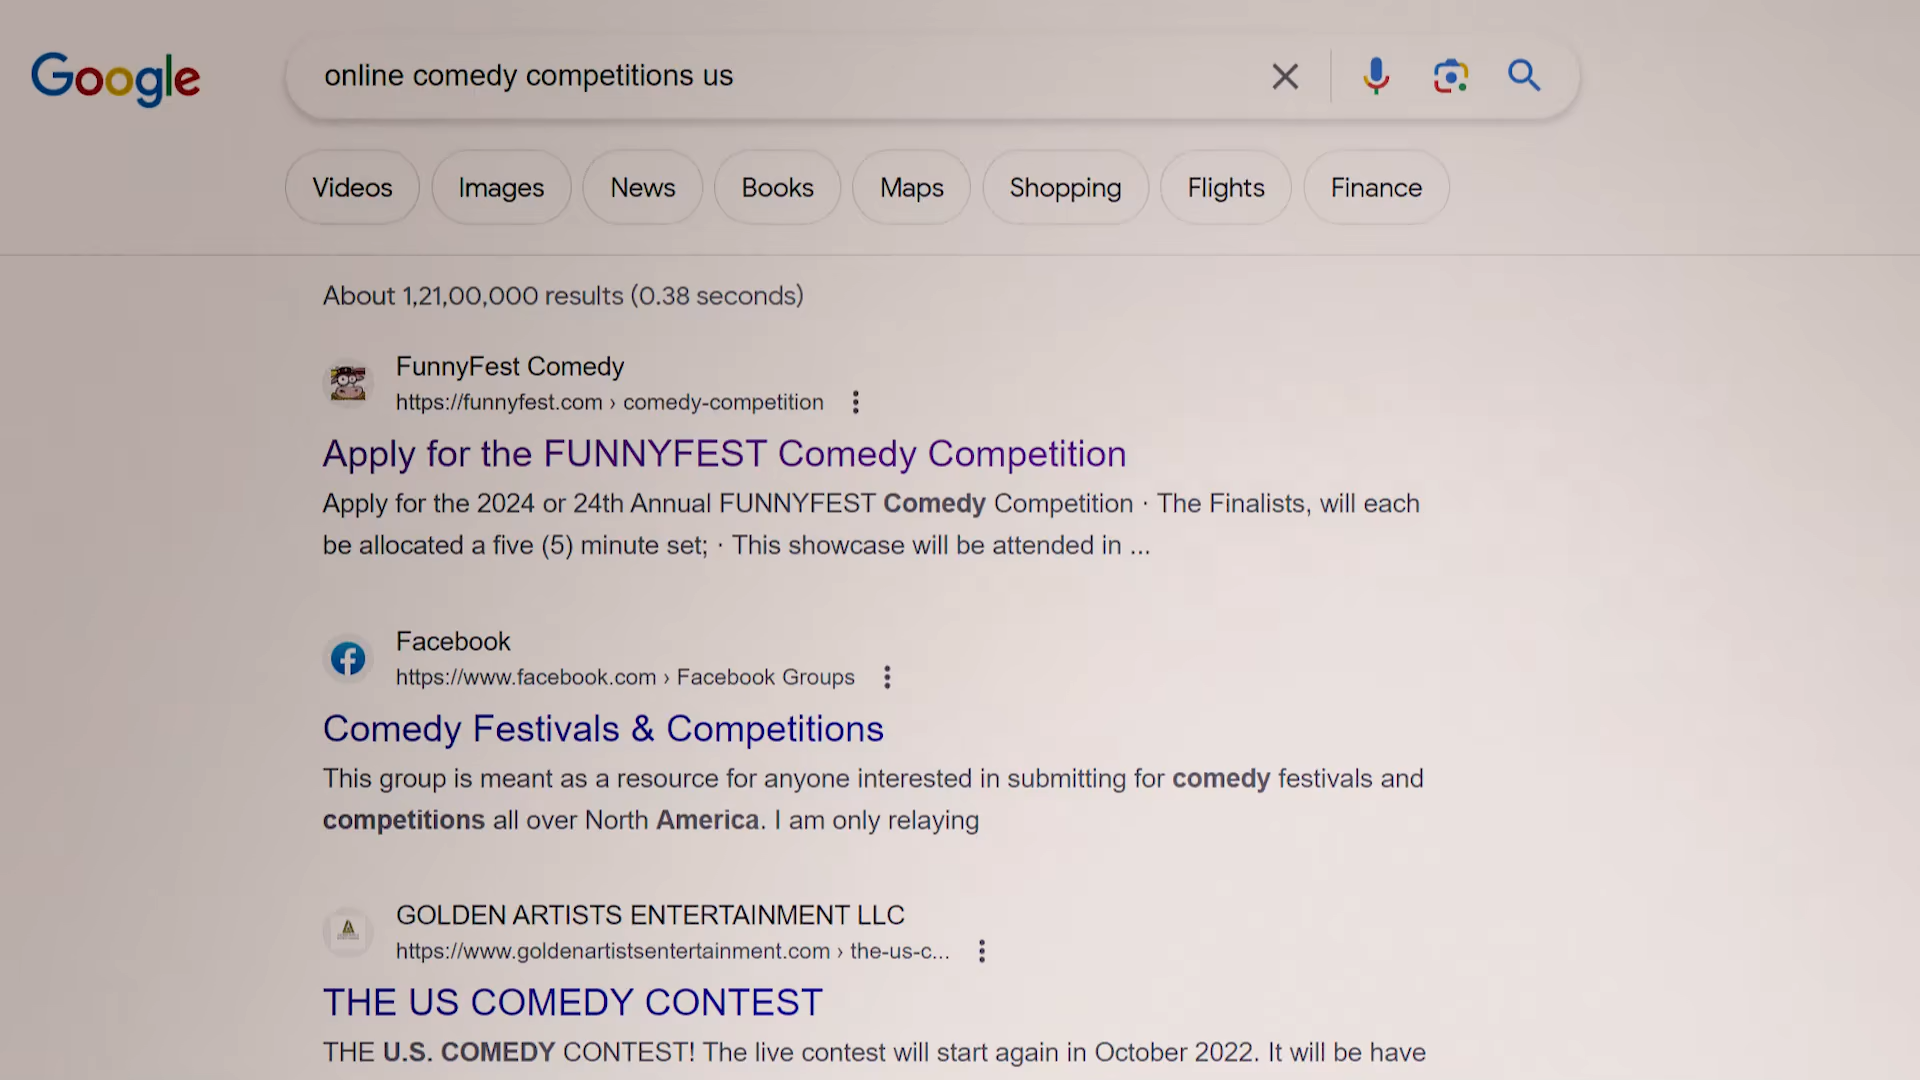 Google
online comedy competitions us
Videos Images News Books Maps Shopping Flights Finance
About 1,21,00,000 results (0.38 seconds)
FunnyFest Comedy
https://funnyfest.com › comedy-competition
Apply for the FUNNYFEST Comedy Competition
Apply for the 2024 or 24th Annual FUNNYFEST Comedy Competition · The Finalists, will each
be allocated a five (5) minute set; · This showcase will be attended in ...
Facebook
https://www.facebook.com › Facebook Groups
Comedy Festivals & Competitions
This group is meant as a resource for anyone interested in submitting for comedy festivals and
competitions all over North America. I am only relaying
GOLDEN ARTISTS ENTERTAINMENT LLC
https://www.goldenartistsentertainment.com › the-us-c...
THE US COMEDY CONTEST
THE U.S. COMEDY CONTEST! The live contest will start again in October 2022. It will be have